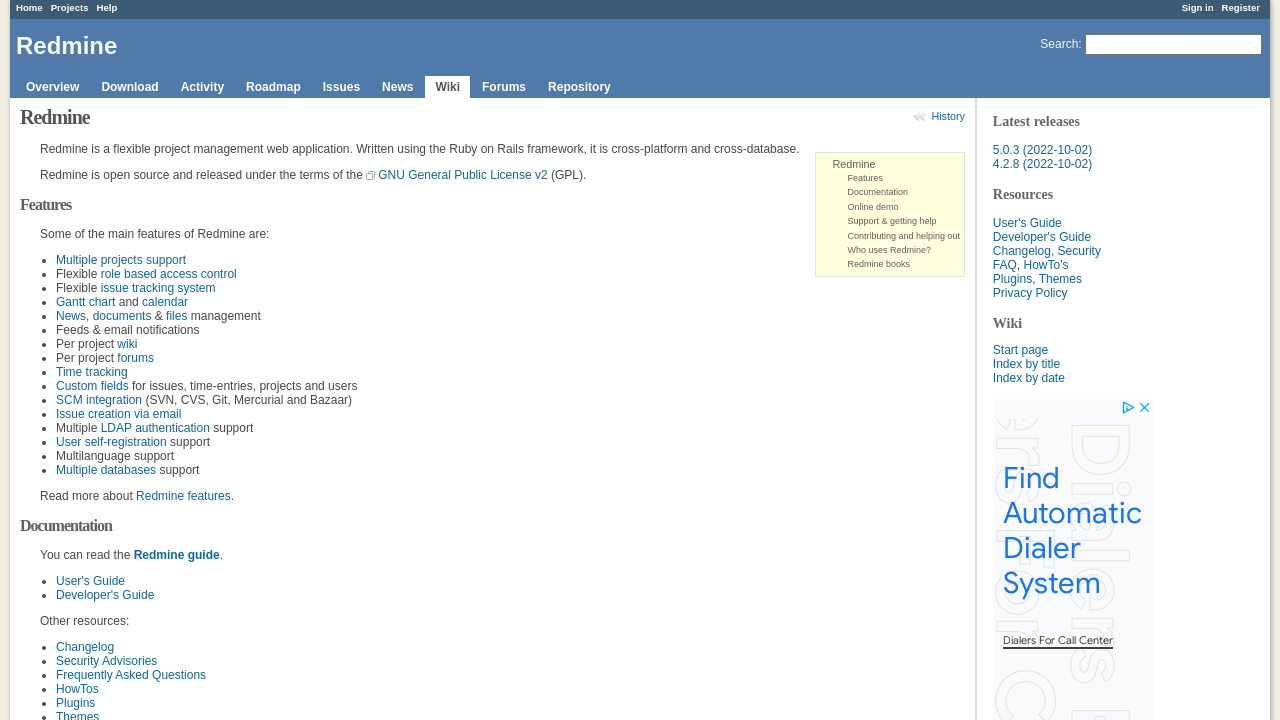 Home Projects Help
Sign in Register
Redmine
Search:
Overview Download Activity Roadmap Issues News Wiki Forums Repository
History
Redmine
Redmine is a flexible project management web application. Written using the Ruby on Rails framework, it is cross-platform and cross-database.
Redmine is open source and released under the terms of the GNU General Public License v2 (GPL).
Redmine
Features
Documentation
Online demo
Support & getting help
Contributing and helping out
Who uses Redmine?
Redmine books
Features
Some of the main features of Redmine are:
Multiple projects support
Flexible role based access control
Flexible issue tracking system
Gantt chart and calendar
News, documents & files management
Feeds & email notifications
Per project wiki
Per project forums
Time tracking
Custom fields for issues, time-entries, projects and users
SCM integration (SVN, CVS, Git, Mercurial and Bazaar)
Issue creation via email
Multiple LDAP authentication support
User self-registration support
Multilanguage support
Multiple databases support
Read more about Redmine features.
Documentation
You can read the Redmine guide.
User's Guide
Developer's Guide
Other resources:
Changelog
Security Advisories
Frequently Asked Questions
HowTos
Plugins
Themes
Latest releases
5.0.3 (2022-10-02)
4.2.8 (2022-10-02)
Resources
User's Guide
Developer's Guide
Changelog, Security
FAQ, HowTo's
Plugins, Themes
Privacy Policy
Wiki
Start page
Index by title
Index by date
Find
Automatic
Dialer
System
Dialers For Call Center